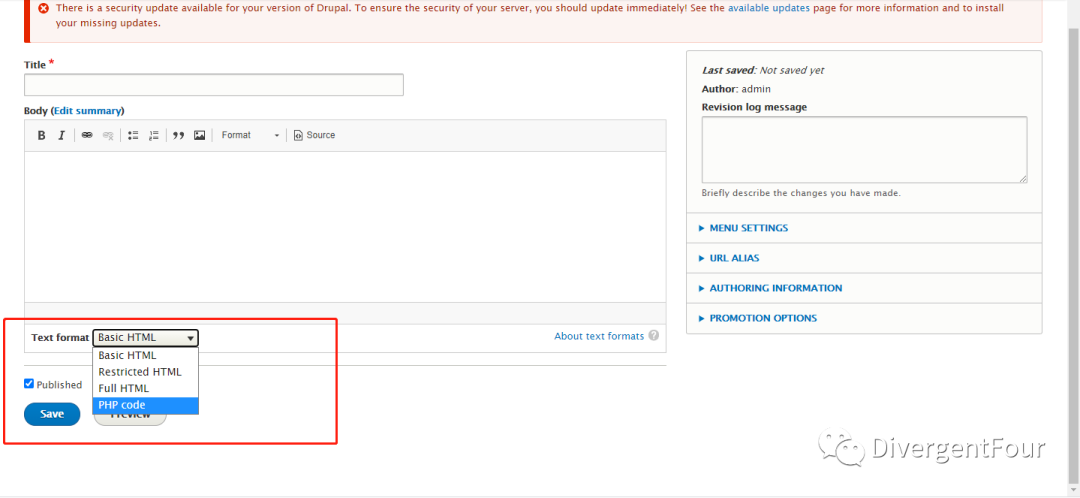 There is a security update available for your version of Drupal. To ensure the security of your server, you should update immediately! See the available updates page for more information and to install
your missing updates.
Title *
Body (Edit summary)
B I Format Source
Text format Basic HTML
About text formats ?
Basic HTML
Restricted HTML
Full HTML
PHP code
Published
Save
Preview
Last saved: Not saved yet
Author: admin
Revision log message
Briefly describe the changes you have made.
MENU SETTINGS
URL ALIAS
AUTHORING INFORMATION
PROMOTION OPTIONS
DivergentFour